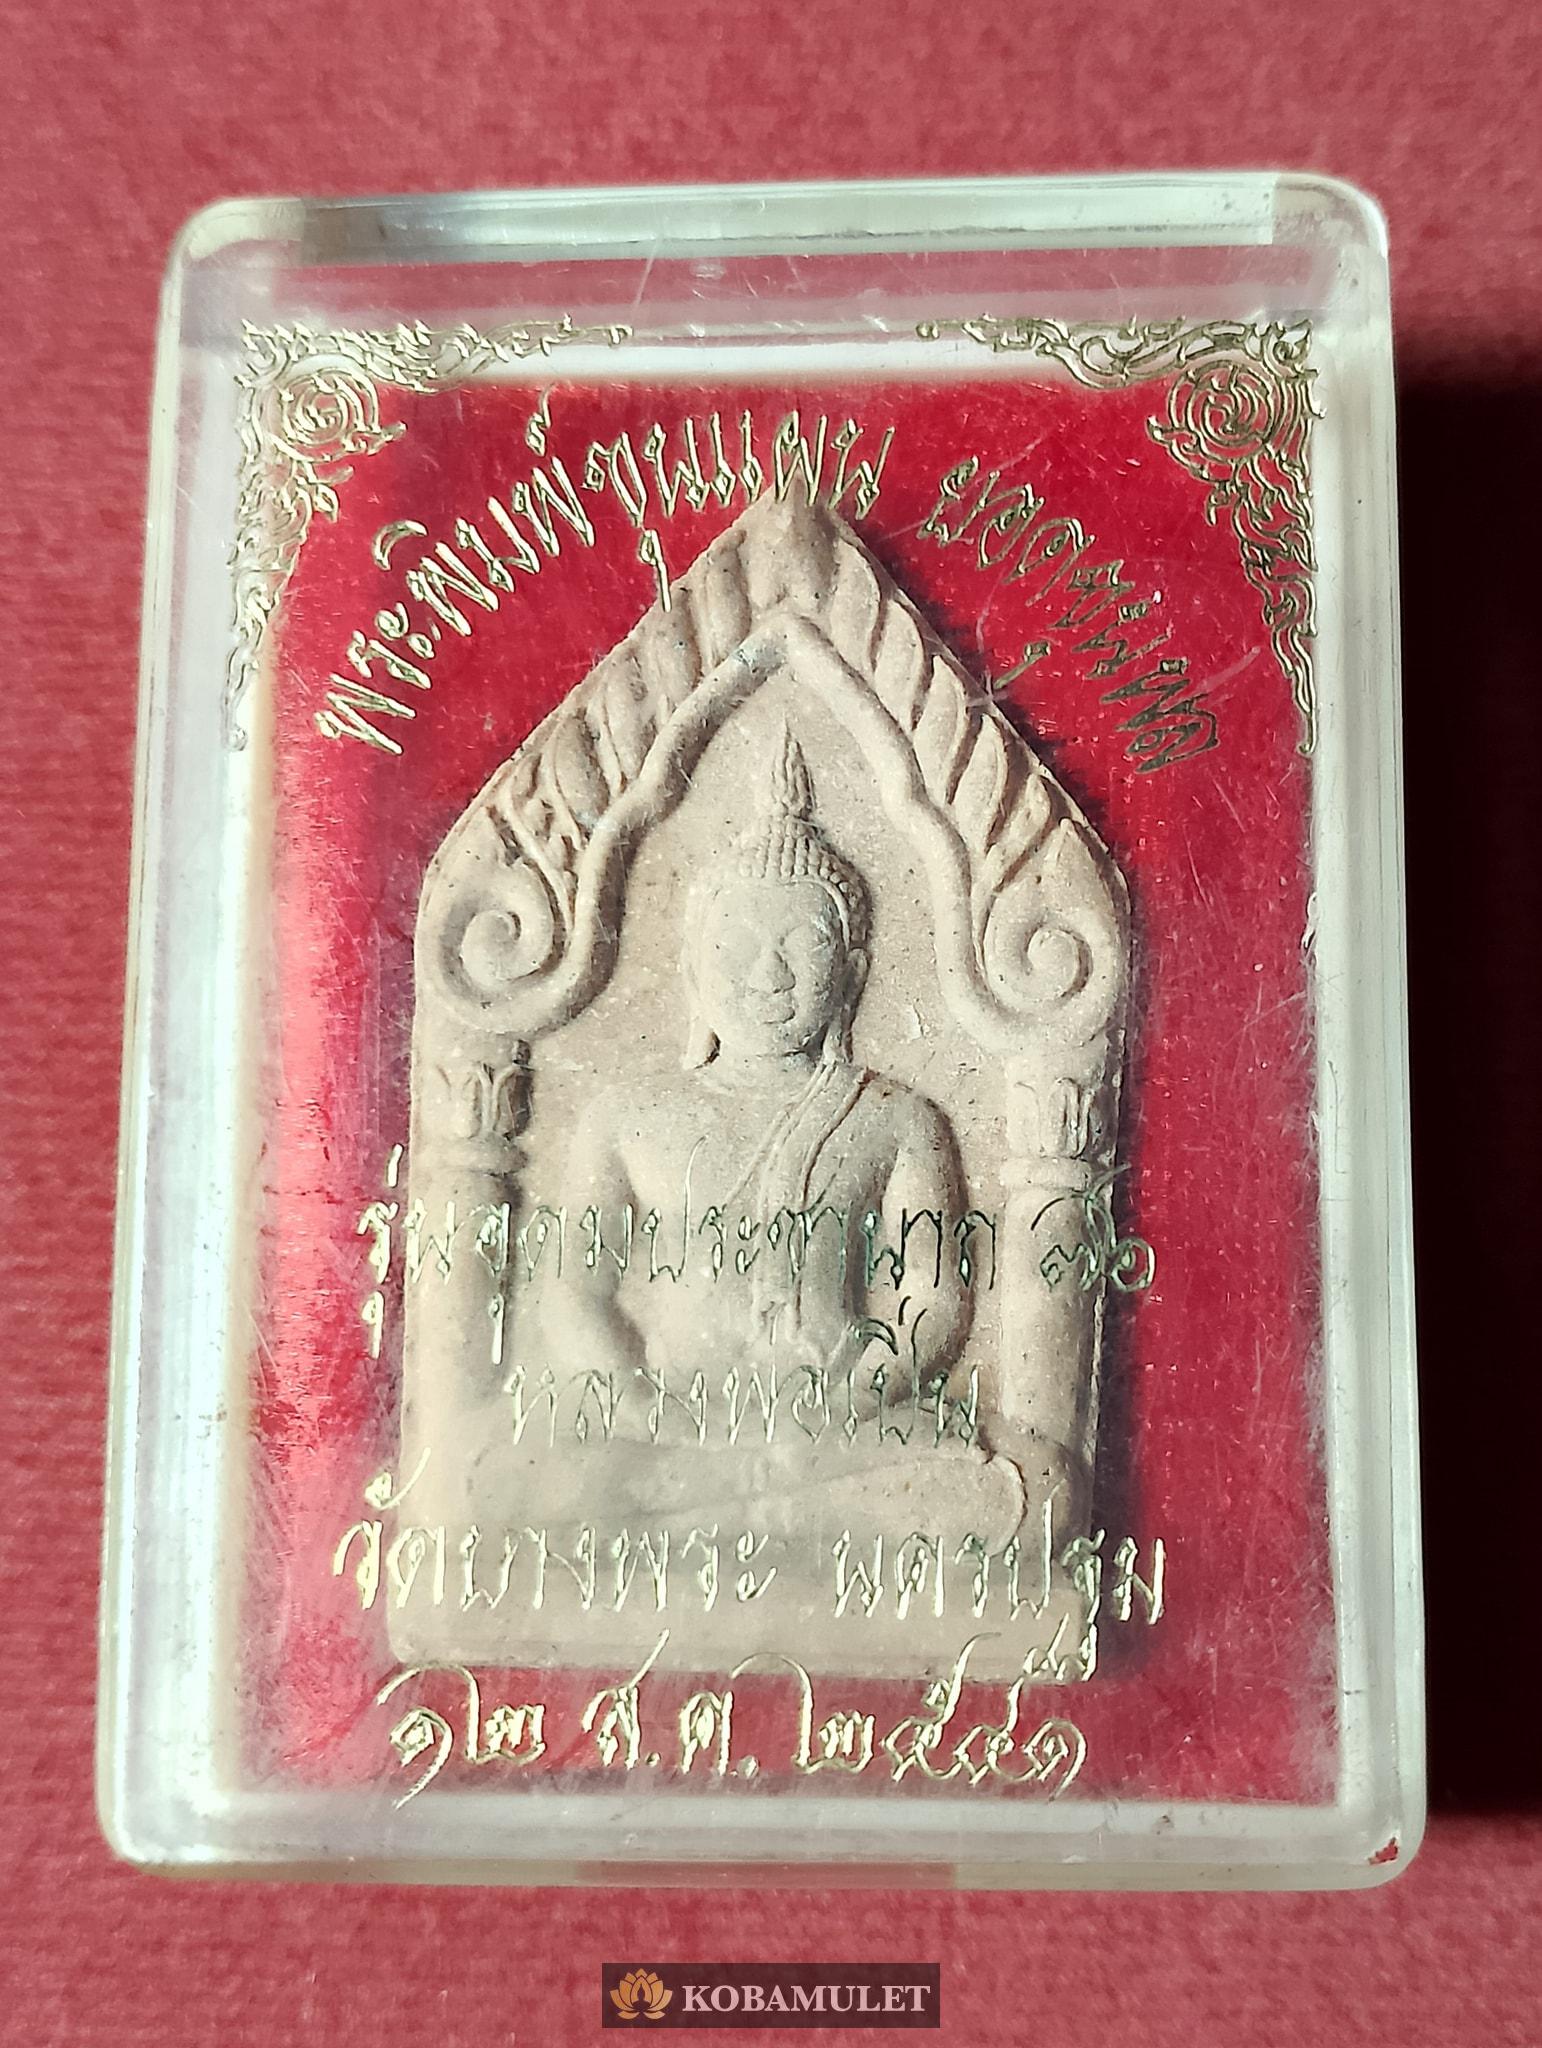 พระพิมพ์ขุนแผน ยอดขุนพล
รุ่นอุดมประชานาถ ๗๖
หลวงพ่อเปิ่น
วัดบางพระ นครปฐม
๑๒ ส.ค. ๒๕๔๑
KOBAMULET